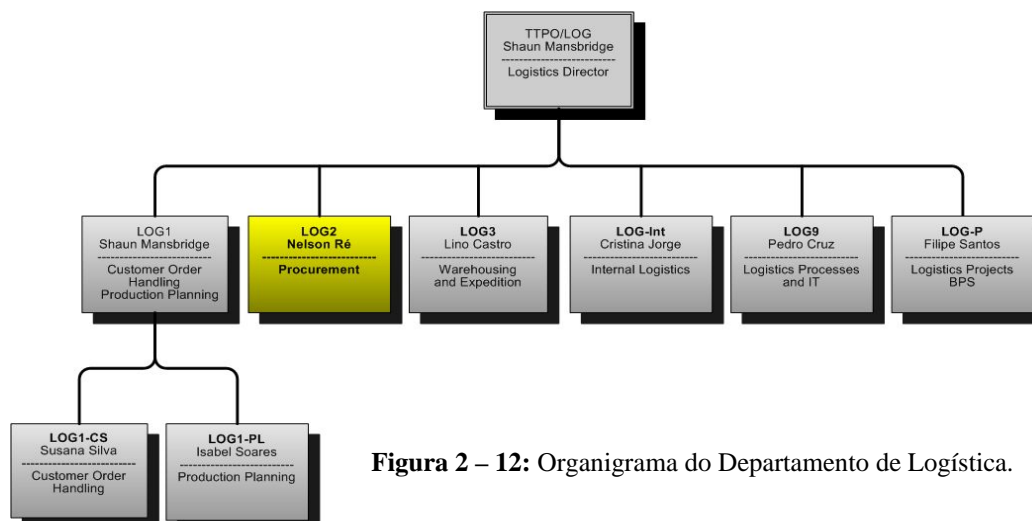 TTPO/LOG
Shaun Mansbridge
Logistics Director
LOG1
Shaun Mansbridge
Customer Order
Handling
Production Planning
LOG2
Nelson Ré
Procurement
LOG3
Lino Castro
Warehousing
and Expedition
LOG-Int
Cristina Jorge
Internal Logistics
LOG9
Pedro Cruz
Logistics Processes
and IT
LOG-P
Filipe Santos
Logistics Projects
BPS
LOG1-CS
Susana Silva
Customer Order
Handling
LOG1-PL
Isabel Soares
Production Planning
Figura 2 – 12: Organigrama do Departamento de Logística.